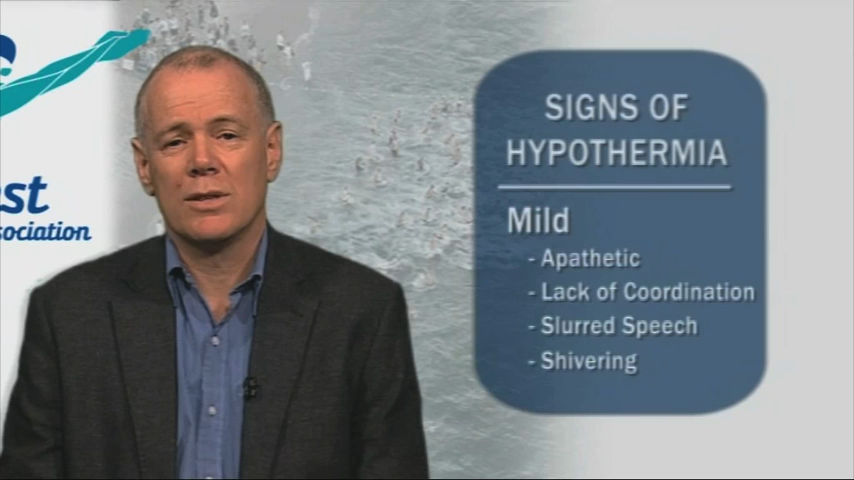 st
sociation
SIGNS OF
HYPOTHERMIA
Mild
- Apathetic
- Lack of Coordination
- Slurred Speech
- Shivering